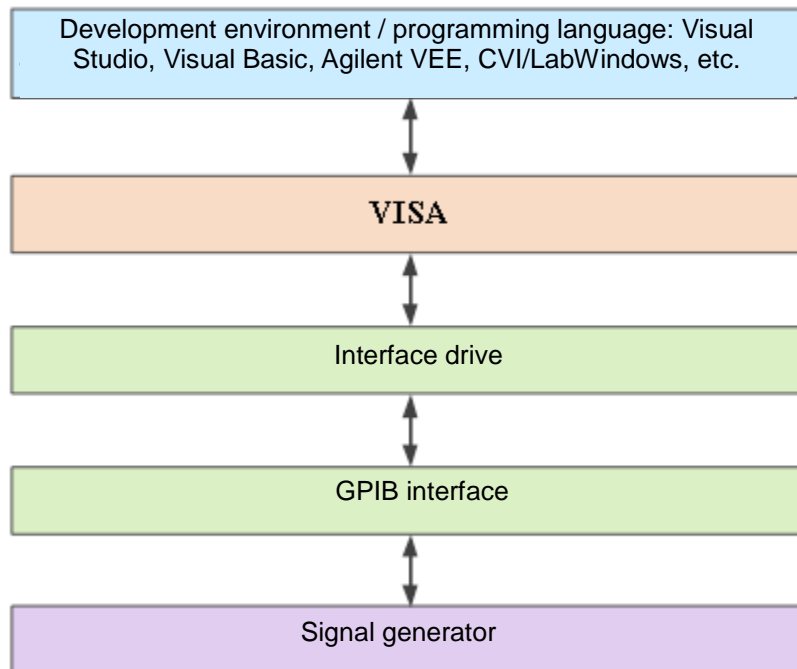 Development environment / programming language: Visual
Studio, Visual Basic, Agilent VEE, CVI/LabWindows, etc.
VISA
Interface drive
GPIB interface
Signal generator